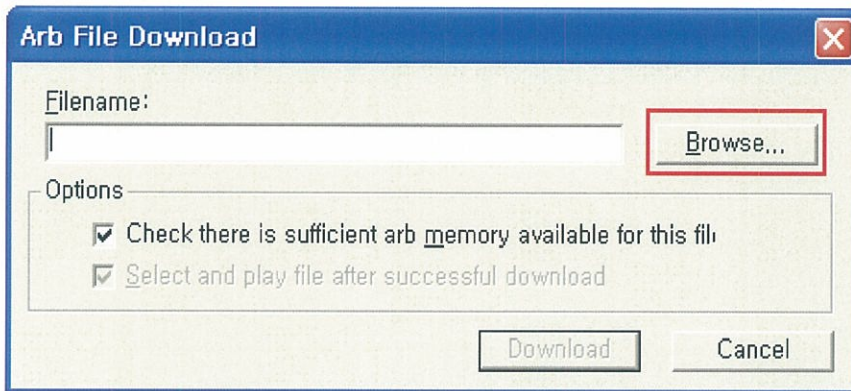 Arb File Download
Filename:
Browse...
Options
Check there is sufficient arb memory available for this fil
Select and play file after successful download
Download
Cancel